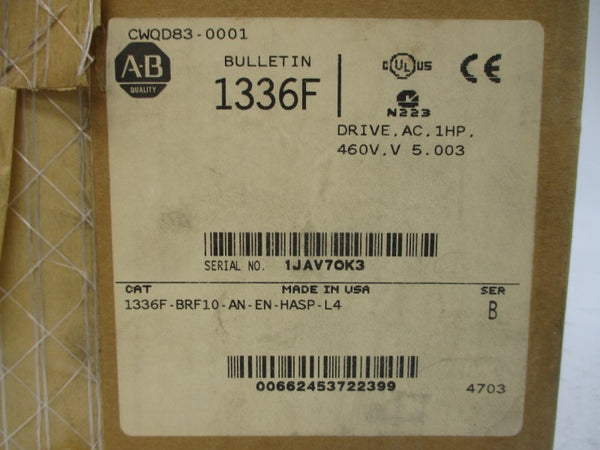 CWQD83-0001
A-B
QUALITY
BULLETIN
1336F
C UL US
CE
N223
DRIVE,AC,1HP,
460V,V 5.003
SERIAL NO. 1JAV70K3
CAT MADE IN USA SER
1336F-BRF10-AN-EN-HASP-L4 B
00662453722399
4703